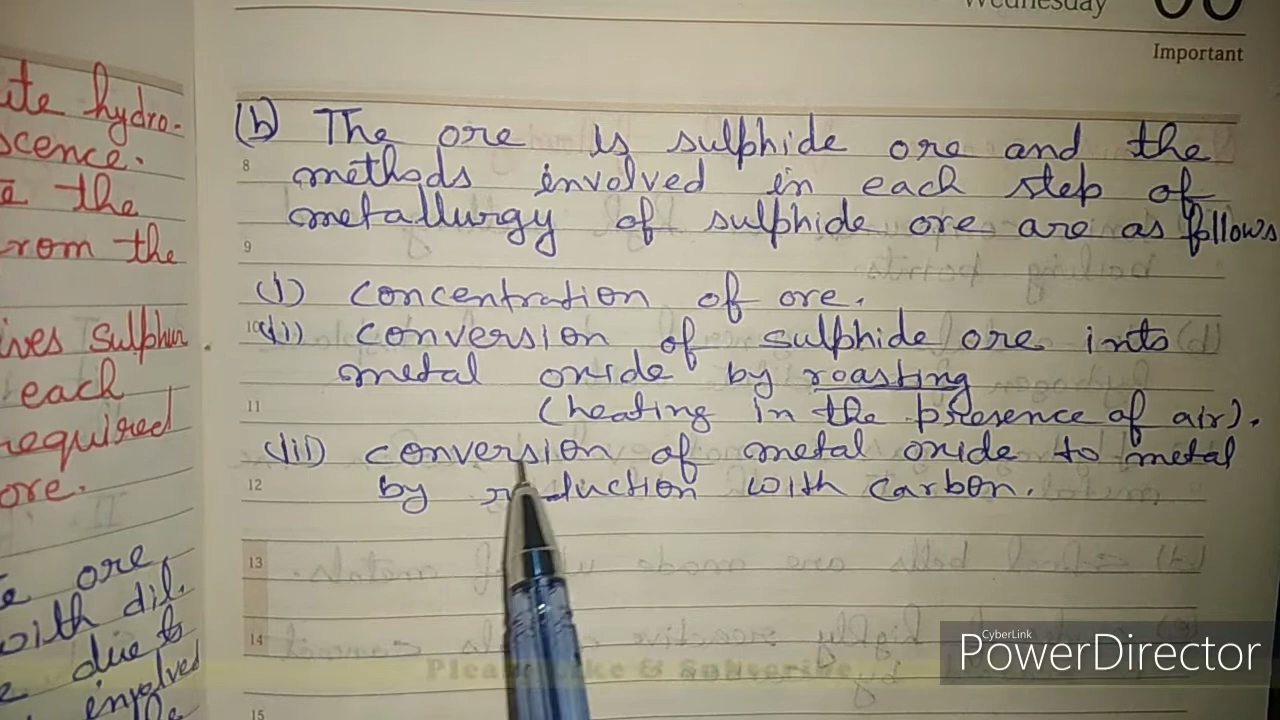 Wednesday
Important
ite hydro-
scence.
the
rom the
ives sulphur
each
required
ore.
ore
with dil.
due to
involved
(b) The ore is sulphide ore and the
8
methods involved in each step of
metallurgy of sulphide ore are as follows
9
(i) concentration of ore.
10
(ii) conversion of sulphide ore into
metal oxide by roasting
11
(heating in the presence of air).
(iii) conversion of metal oxide to metal
12
by reduction with carbon.
13
14
15
Please Like & Subscribe
CyberLink
PowerDirector